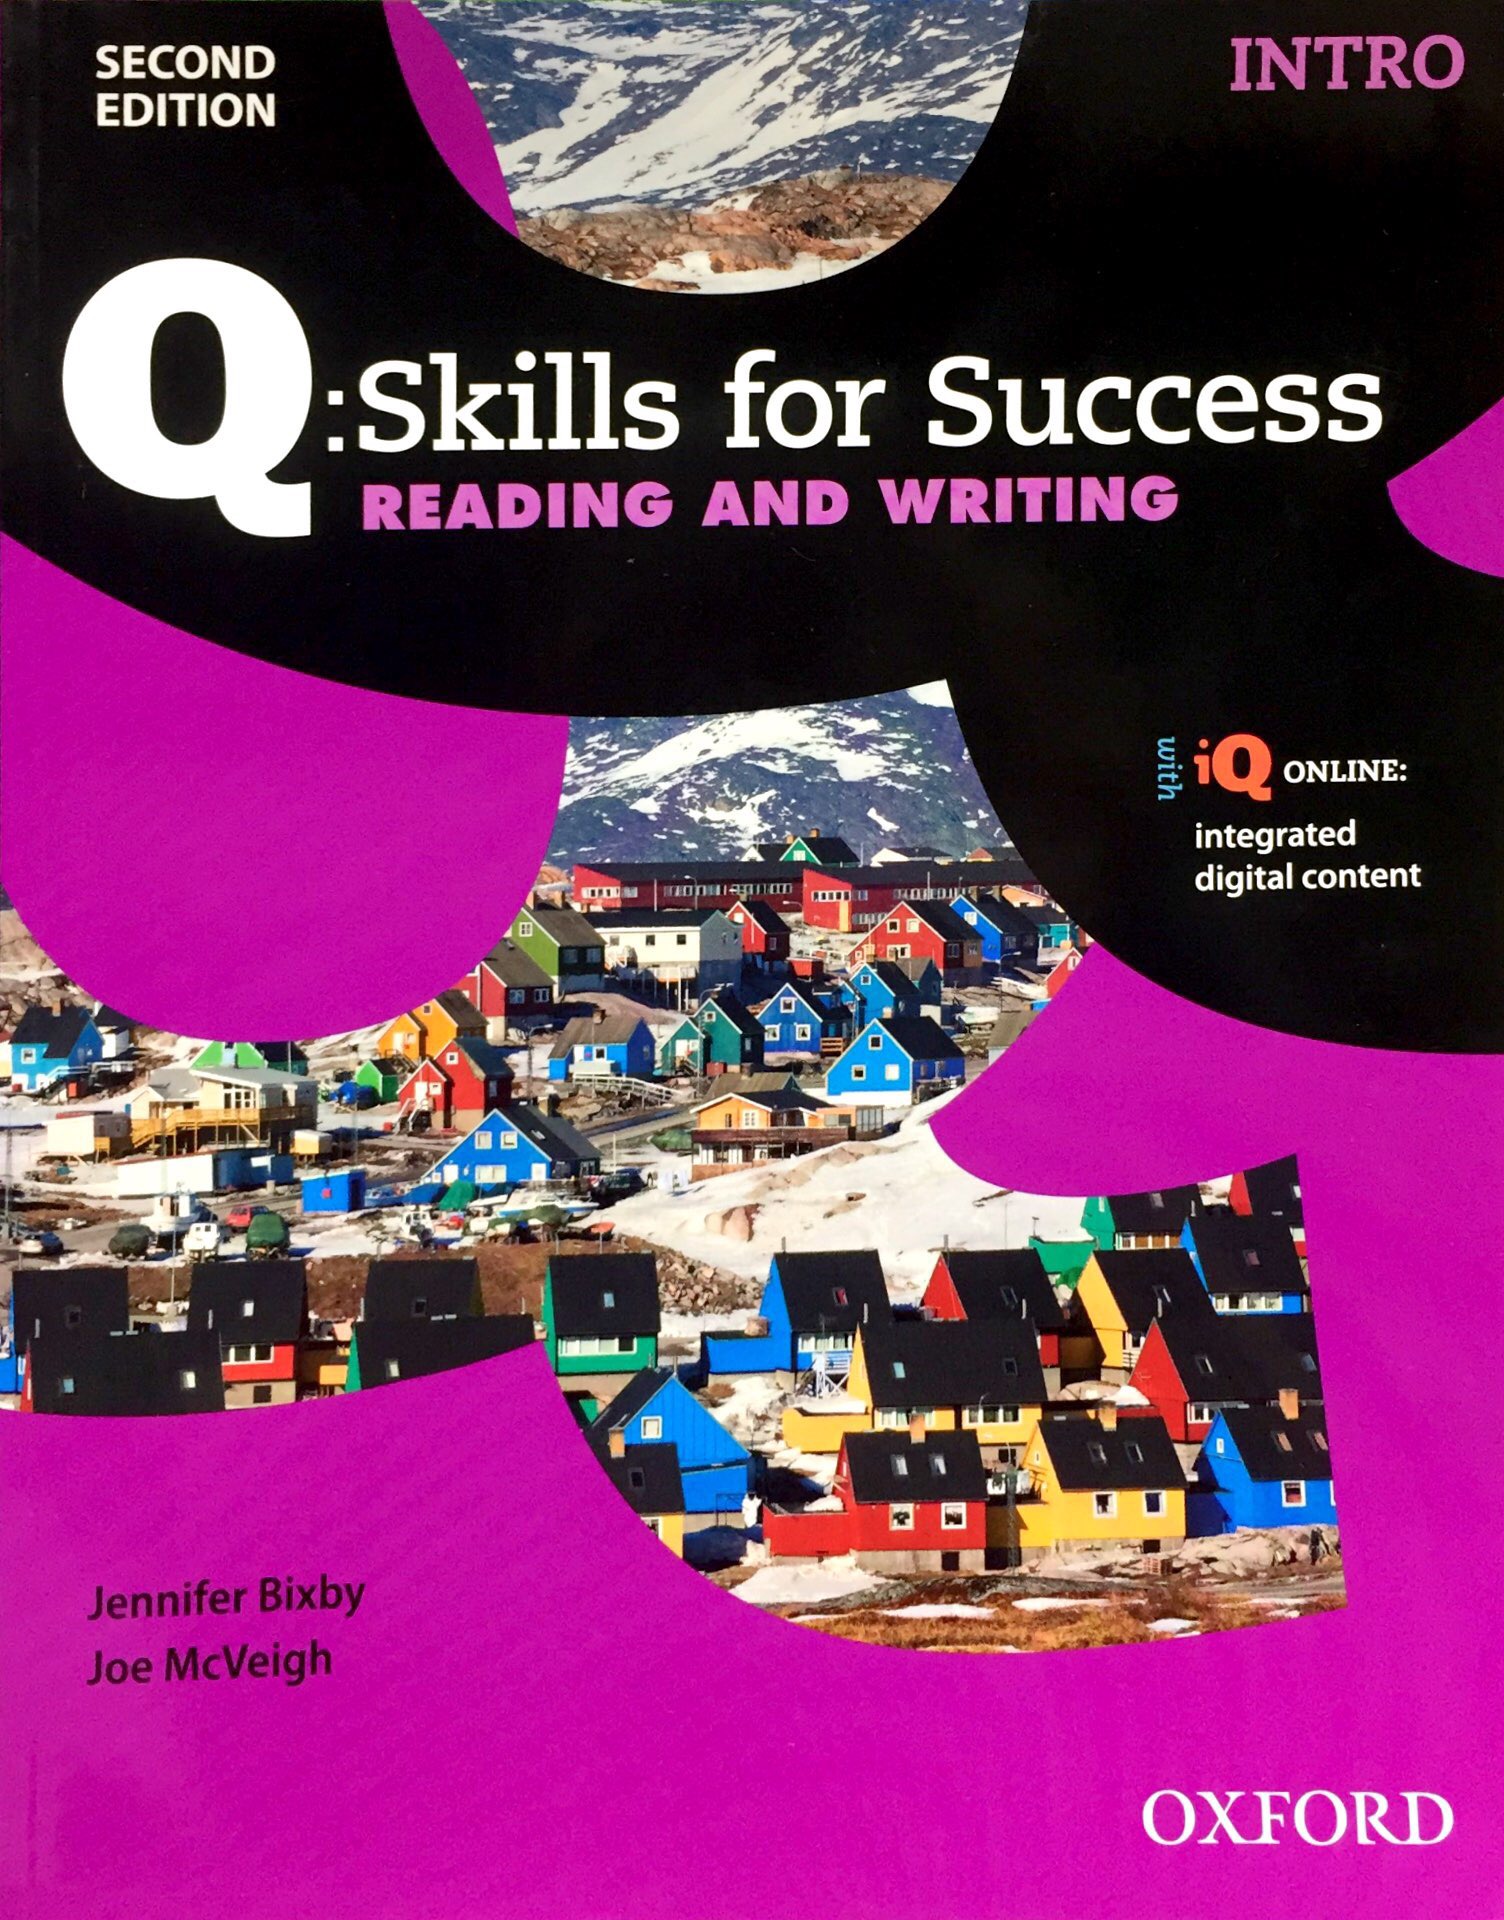 SECOND
EDITION
INTRO
Q: Skills for Success
READING AND WRITING
with iQ ONLINE:
integrated
digital content
Jennifer Bixby
Joe McVeigh
OXFORD